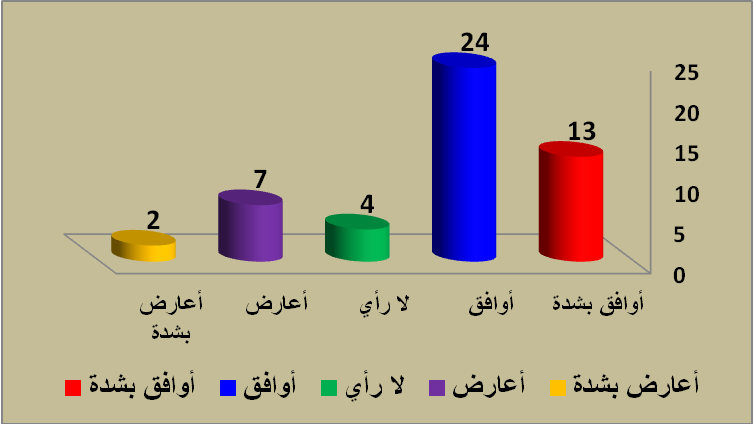 24
13
7
4
2
25
20
15
10
5
0
أوافق بشدة
أوافق
لا رأي
أعارض
أعارض
بشدة
أعارض بشدة
أعارض
لا رأي
أوافق
أوافق بشدة